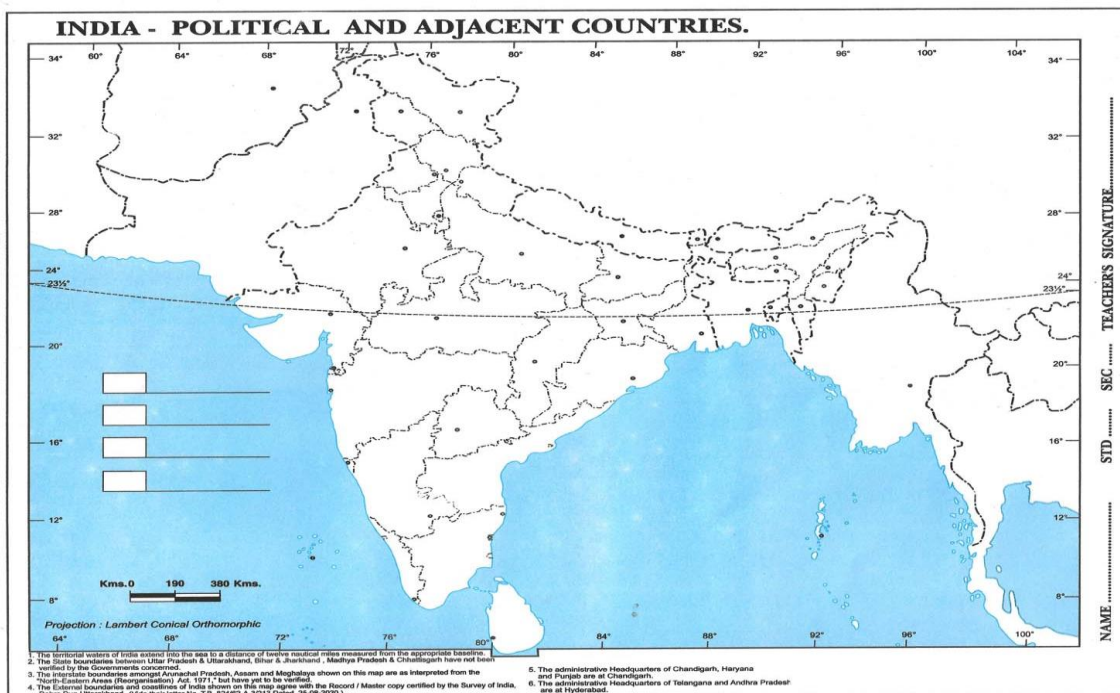 INDIA - POLITICAL AND ADJACENT COUNTRIES.
60° 64° 68° 72° 76° 80° 84° 88° 92° 96° 100° 104°
34° 34°
32° 32°
28° 28°
24° 24°
23½° 23½°
20° 20°
16° 16°
12° 12°
8° 8°
Kms.0 190 380 Kms.
Projection : Lambert Conical Orthomorphic
64° 68° 72° 76° 80° 84° 88° 92° 96° 100°
1. The territorial waters of India extend into the sea to a distance of twelve nautical miles measured from the appropriate baseline.
2. The State boundaries between Uttar Pradesh & Uttarakhand, Bihar & Jharkhand , Madhya Pradesh & Chhattisgarh have not been
verified by the Governments concerned.
3. The interstate boundaries amongst Arunachal Pradesh, Assam and Meghalaya shown on this map are as interpreted from the
"North-Eastern Areas (Reorganisation) Act. 1971," but have yet to be verified.
4. The External boundaries and coastlines of India shown on this map agree with the Record / Master copy certified by the Survey of India,
5. The administrative Headquarters of Chandigarh, Haryana
and Punjab are at Chandigarh.
6. The administrative Headquarters of Telangana and Andhra Pradesh
are at Hyderabad.
NAME STD SEC TEACHER'S SIGNATURE